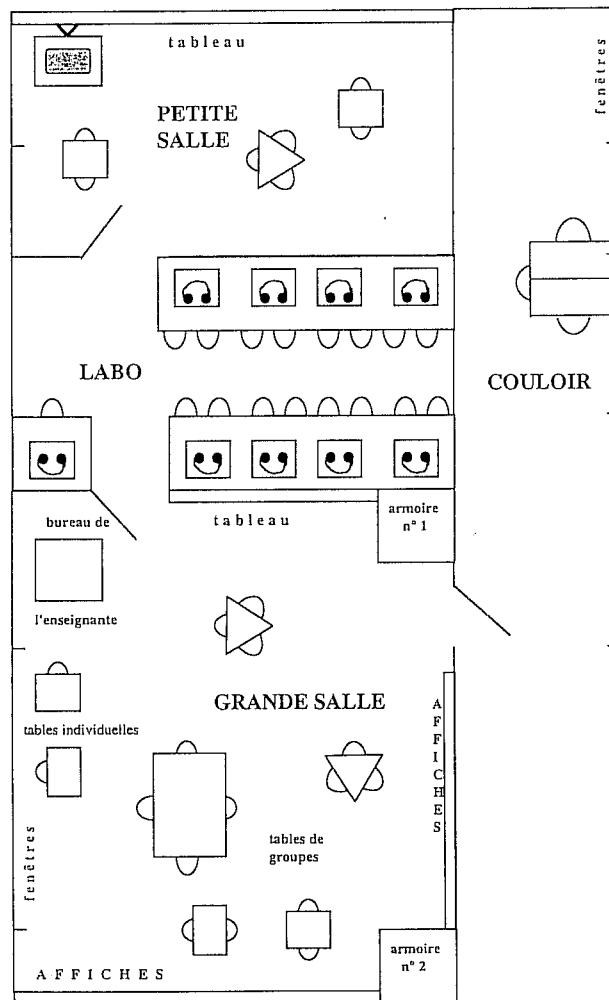 tableau
fenêtres
PETITE
SALLE
LABO
COULOIR
bureau de
tableau
armoire
n° 1
l'enseignante
GRANDE SALLE
AFFICHES
tables individuelles
fenêtres
tables de
groupes
armoire
n° 2
AFFICHES